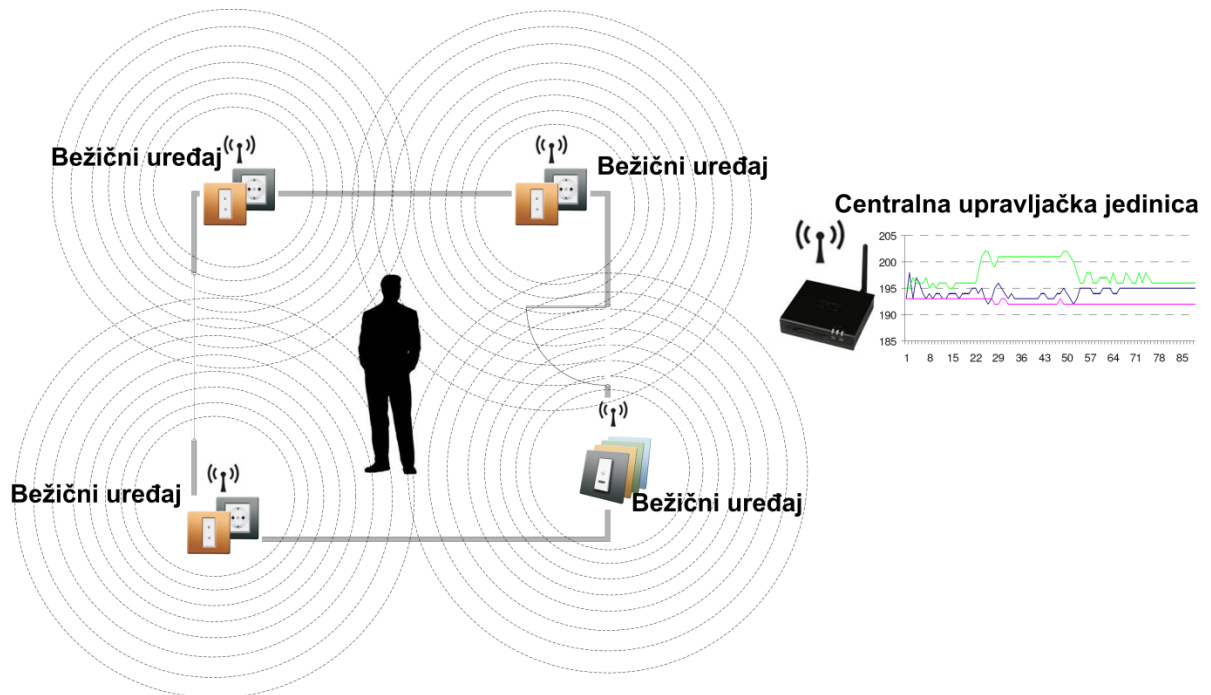 Bežični uređaj
Bežični uređaj
Centralna upravljačka jedinica
205
200
195
190
185
1 8 15 22 29 36 43 50 57 64 71 78 85
Bežični uređaj
Bežični uređaj